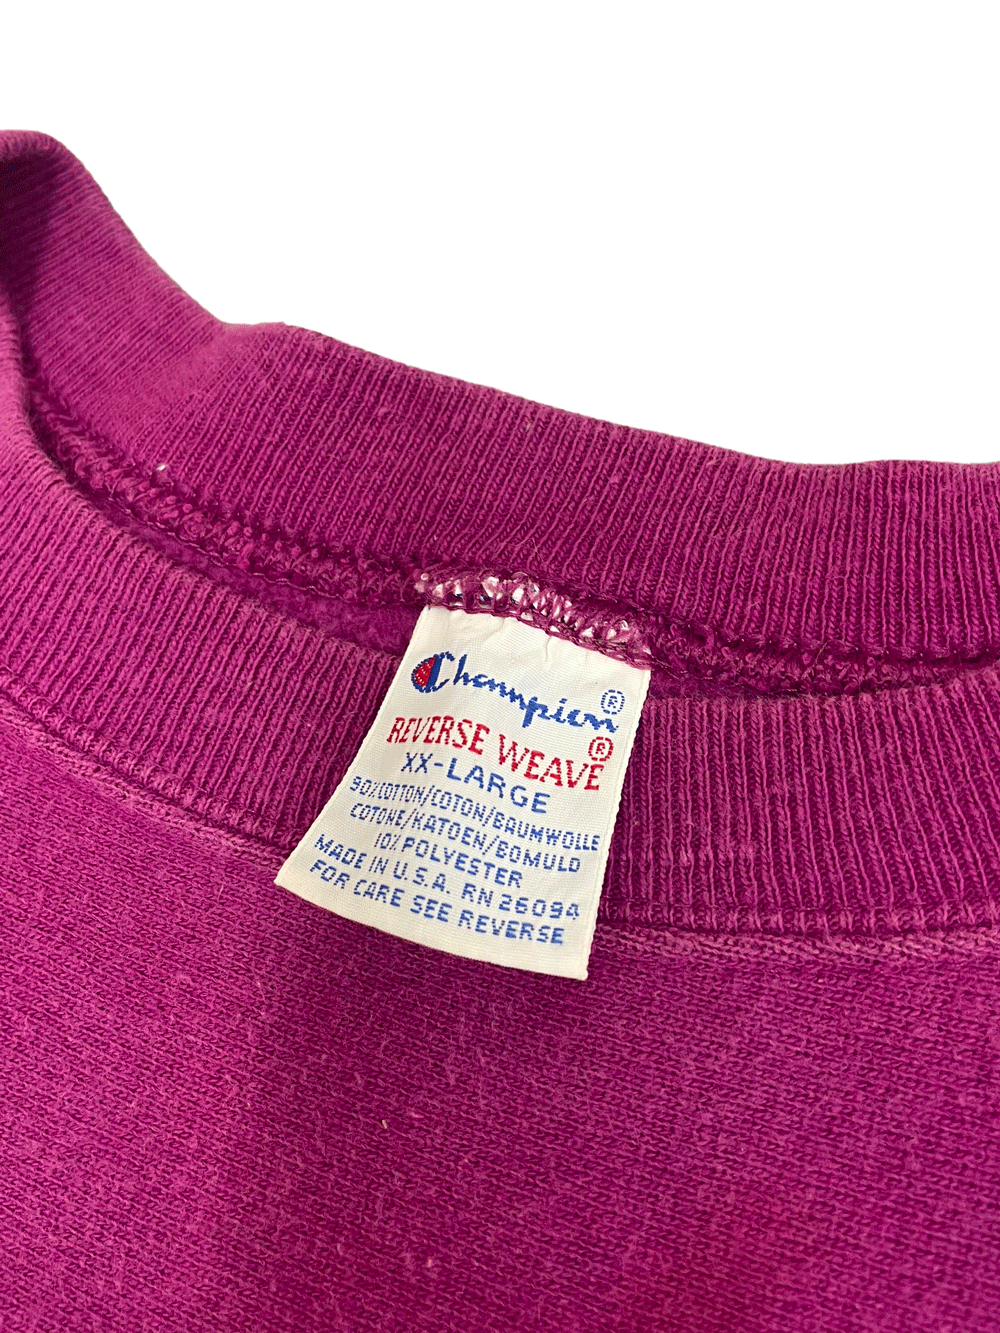 Champion®
REVERSE WEAVE®
XX-LARGE
90%COTTON/COTON/BAUMWOLLE
COTONE/KATOEN/BOMULD
10% POLYESTER
MADE IN U.S.A. RN 26094
FOR CARE SEE REVERSE